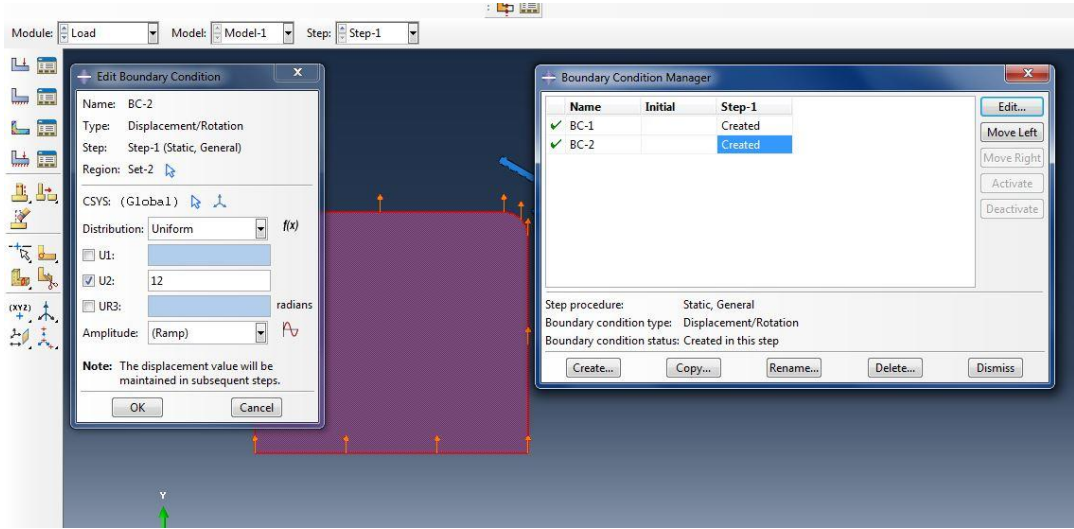 Module: Load Model: Model-1 Step: Step-1
Edit Boundary Condition
Name: BC-2
Type: Displacement/Rotation
Step: Step-1 (Static, General)
Region: Set-2
CSYS: (Global)
Distribution: Uniform f(x)
U1:
U2: 12
UR3: radians
Amplitude: (Ramp)
Note: The displacement value will be
maintained in subsequent steps.
OK Cancel
Boundary Condition Manager
Name Initial Step-1
BC-1 Created
BC-2 Created
Edit...
Move Left
Move Right
Activate
Deactivate
Step procedure: Static, General
Boundary condition type: Displacement/Rotation
Boundary condition status: Created in this step
Create... Copy... Rename... Delete... Dismiss
(XYZ)
Y